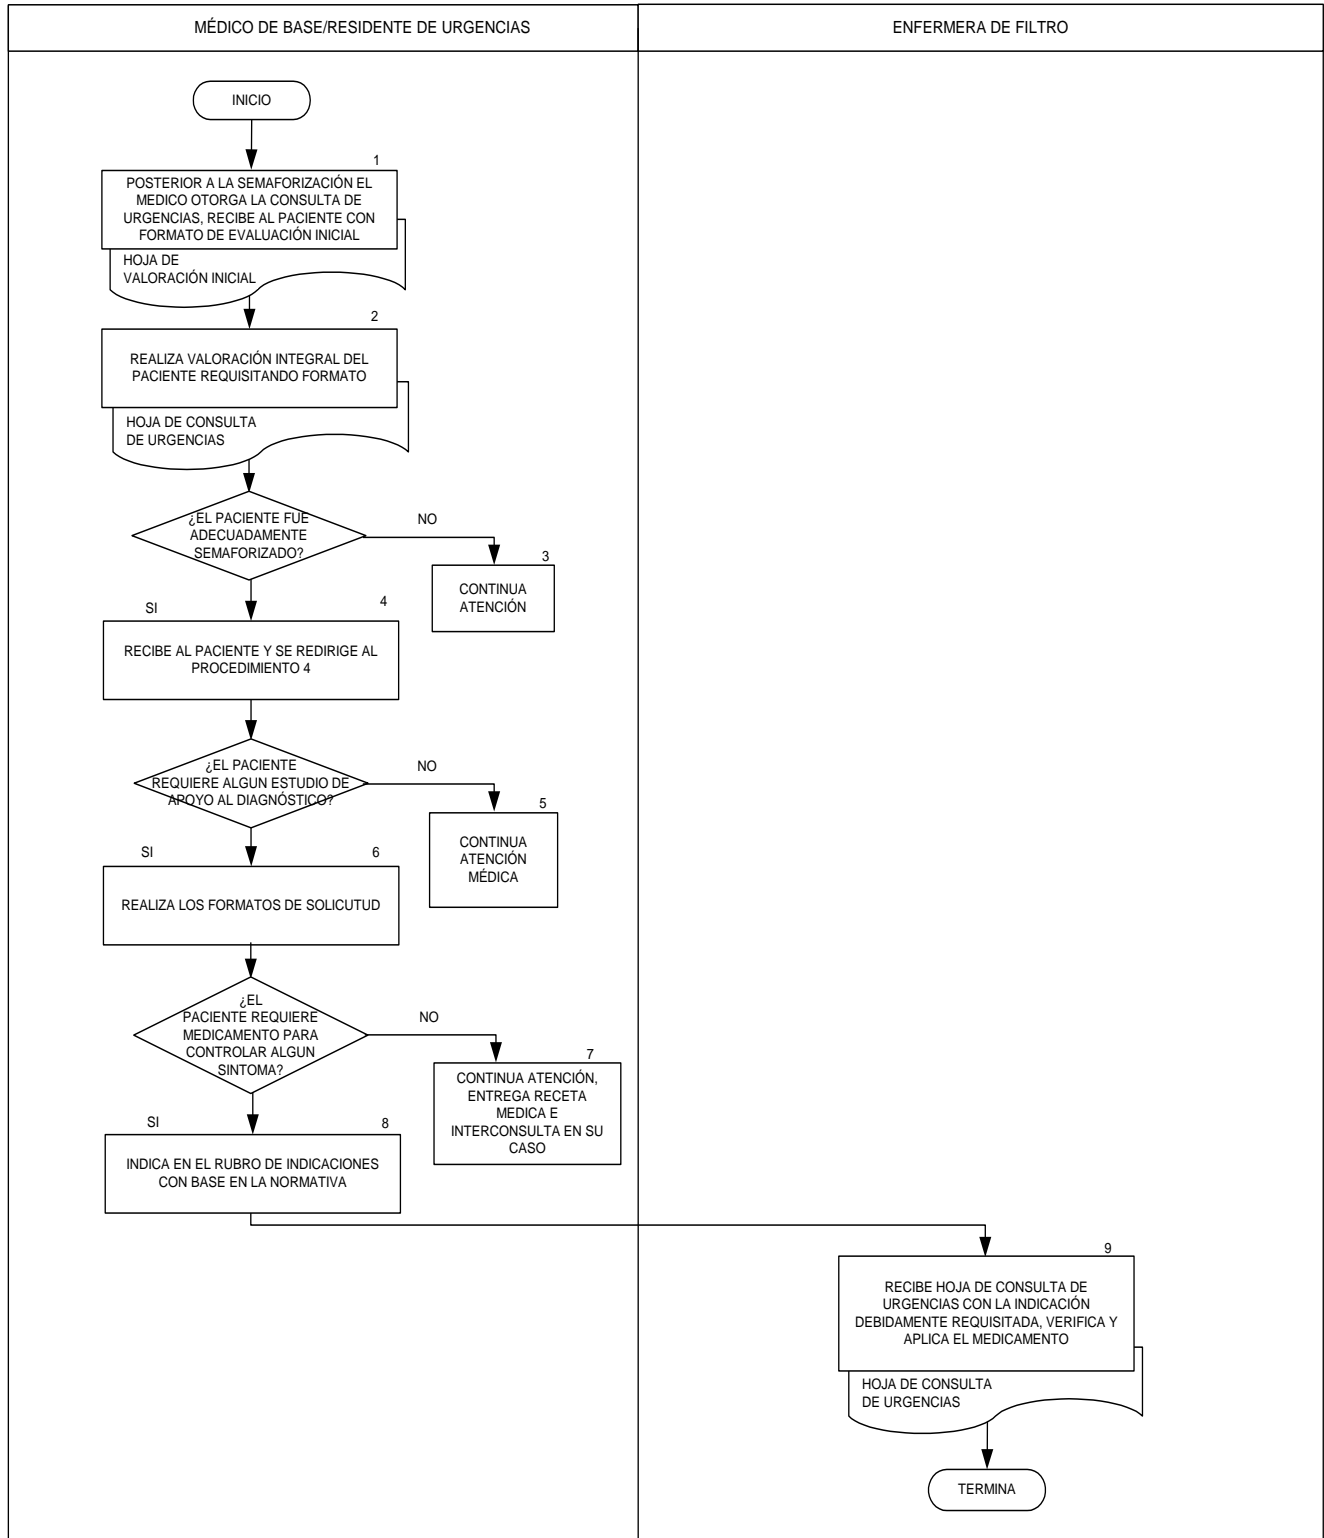 MÉDICO DE BASE/RESIDENTE DE URGENCIAS
ENFERMERA DE FILTRO
INICIO
1
POSTERIOR A LA SEMAFORIZACIÓN EL
MEDICO OTORGA LA CONSULTA DE
URGENCIAS, RECIBE AL PACIENTE CON
FORMATO DE EVALUACIÓN INICIAL
HOJA DE
VALORACIÓN INICIAL
2
REALIZA VALORACIÓN INTEGRAL DEL
PACIENTE REQUISITANDO FORMATO
HOJA DE CONSULTA
DE URGENCIAS
¿EL PACIENTE FUE
ADECUADAMENTE
SEMAFORIZADO?
NO
3
CONTINUA
ATENCIÓN
SI
4
RECIBE AL PACIENTE Y SE REDIRIGE AL
PROCEDIMIENTO 4
¿EL PACIENTE
REQUIERE ALGUN ESTUDIO DE
APOYO AL DIAGNÓSTICO?
NO
5
CONTINUA
ATENCIÓN
MÉDICA
SI
6
REALIZA LOS FORMATOS DE SOLICUTUD
¿EL
PACIENTE REQUIERE
MEDICAMENTO PARA
CONTROLAR ALGUN
SINTOMA?
NO
7
CONTINUA ATENCIÓN,
ENTREGA RECETA
MEDICA E
INTERCONSULTA EN SU
CASO
SI
8
INDICA EN EL RUBRO DE INDICACIONES
CON BASE EN LA NORMATIVA
9
RECIBE HOJA DE CONSULTA DE
URGENCIAS CON LA INDICACIÓN
DEBIDAMENTE REQUISITADA, VERIFICA Y
APLICA EL MEDICAMENTO
HOJA DE CONSULTA
DE URGENCIAS
TERMINA